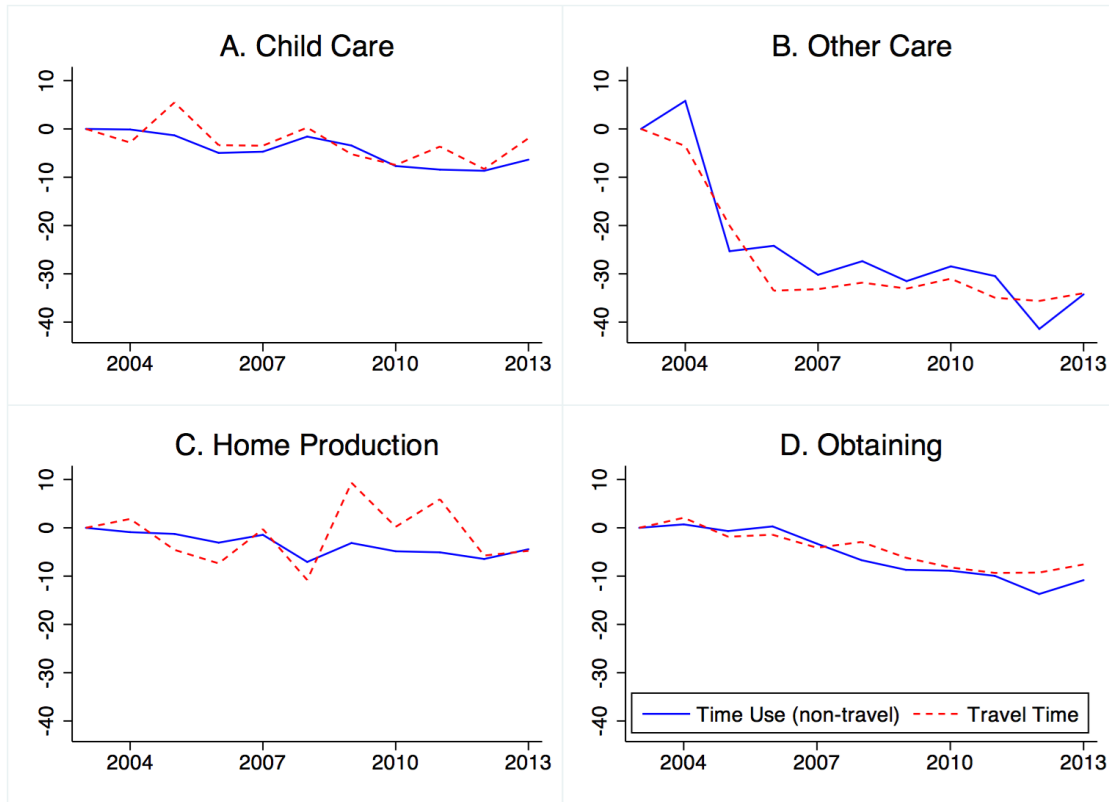 A. Child Care
10
0
-10
-20
-30
-40
2004 2007 2010 2013
B. Other Care
10
0
-10
-20
-30
-40
2004 2007 2010 2013
C. Home Production
10
0
-10
-20
-30
-40
2004 2007 2010 2013
D. Obtaining
10
0
-10
-20
-30
-40
Time Use (non-travel) Travel Time
2004 2007 2010 2013